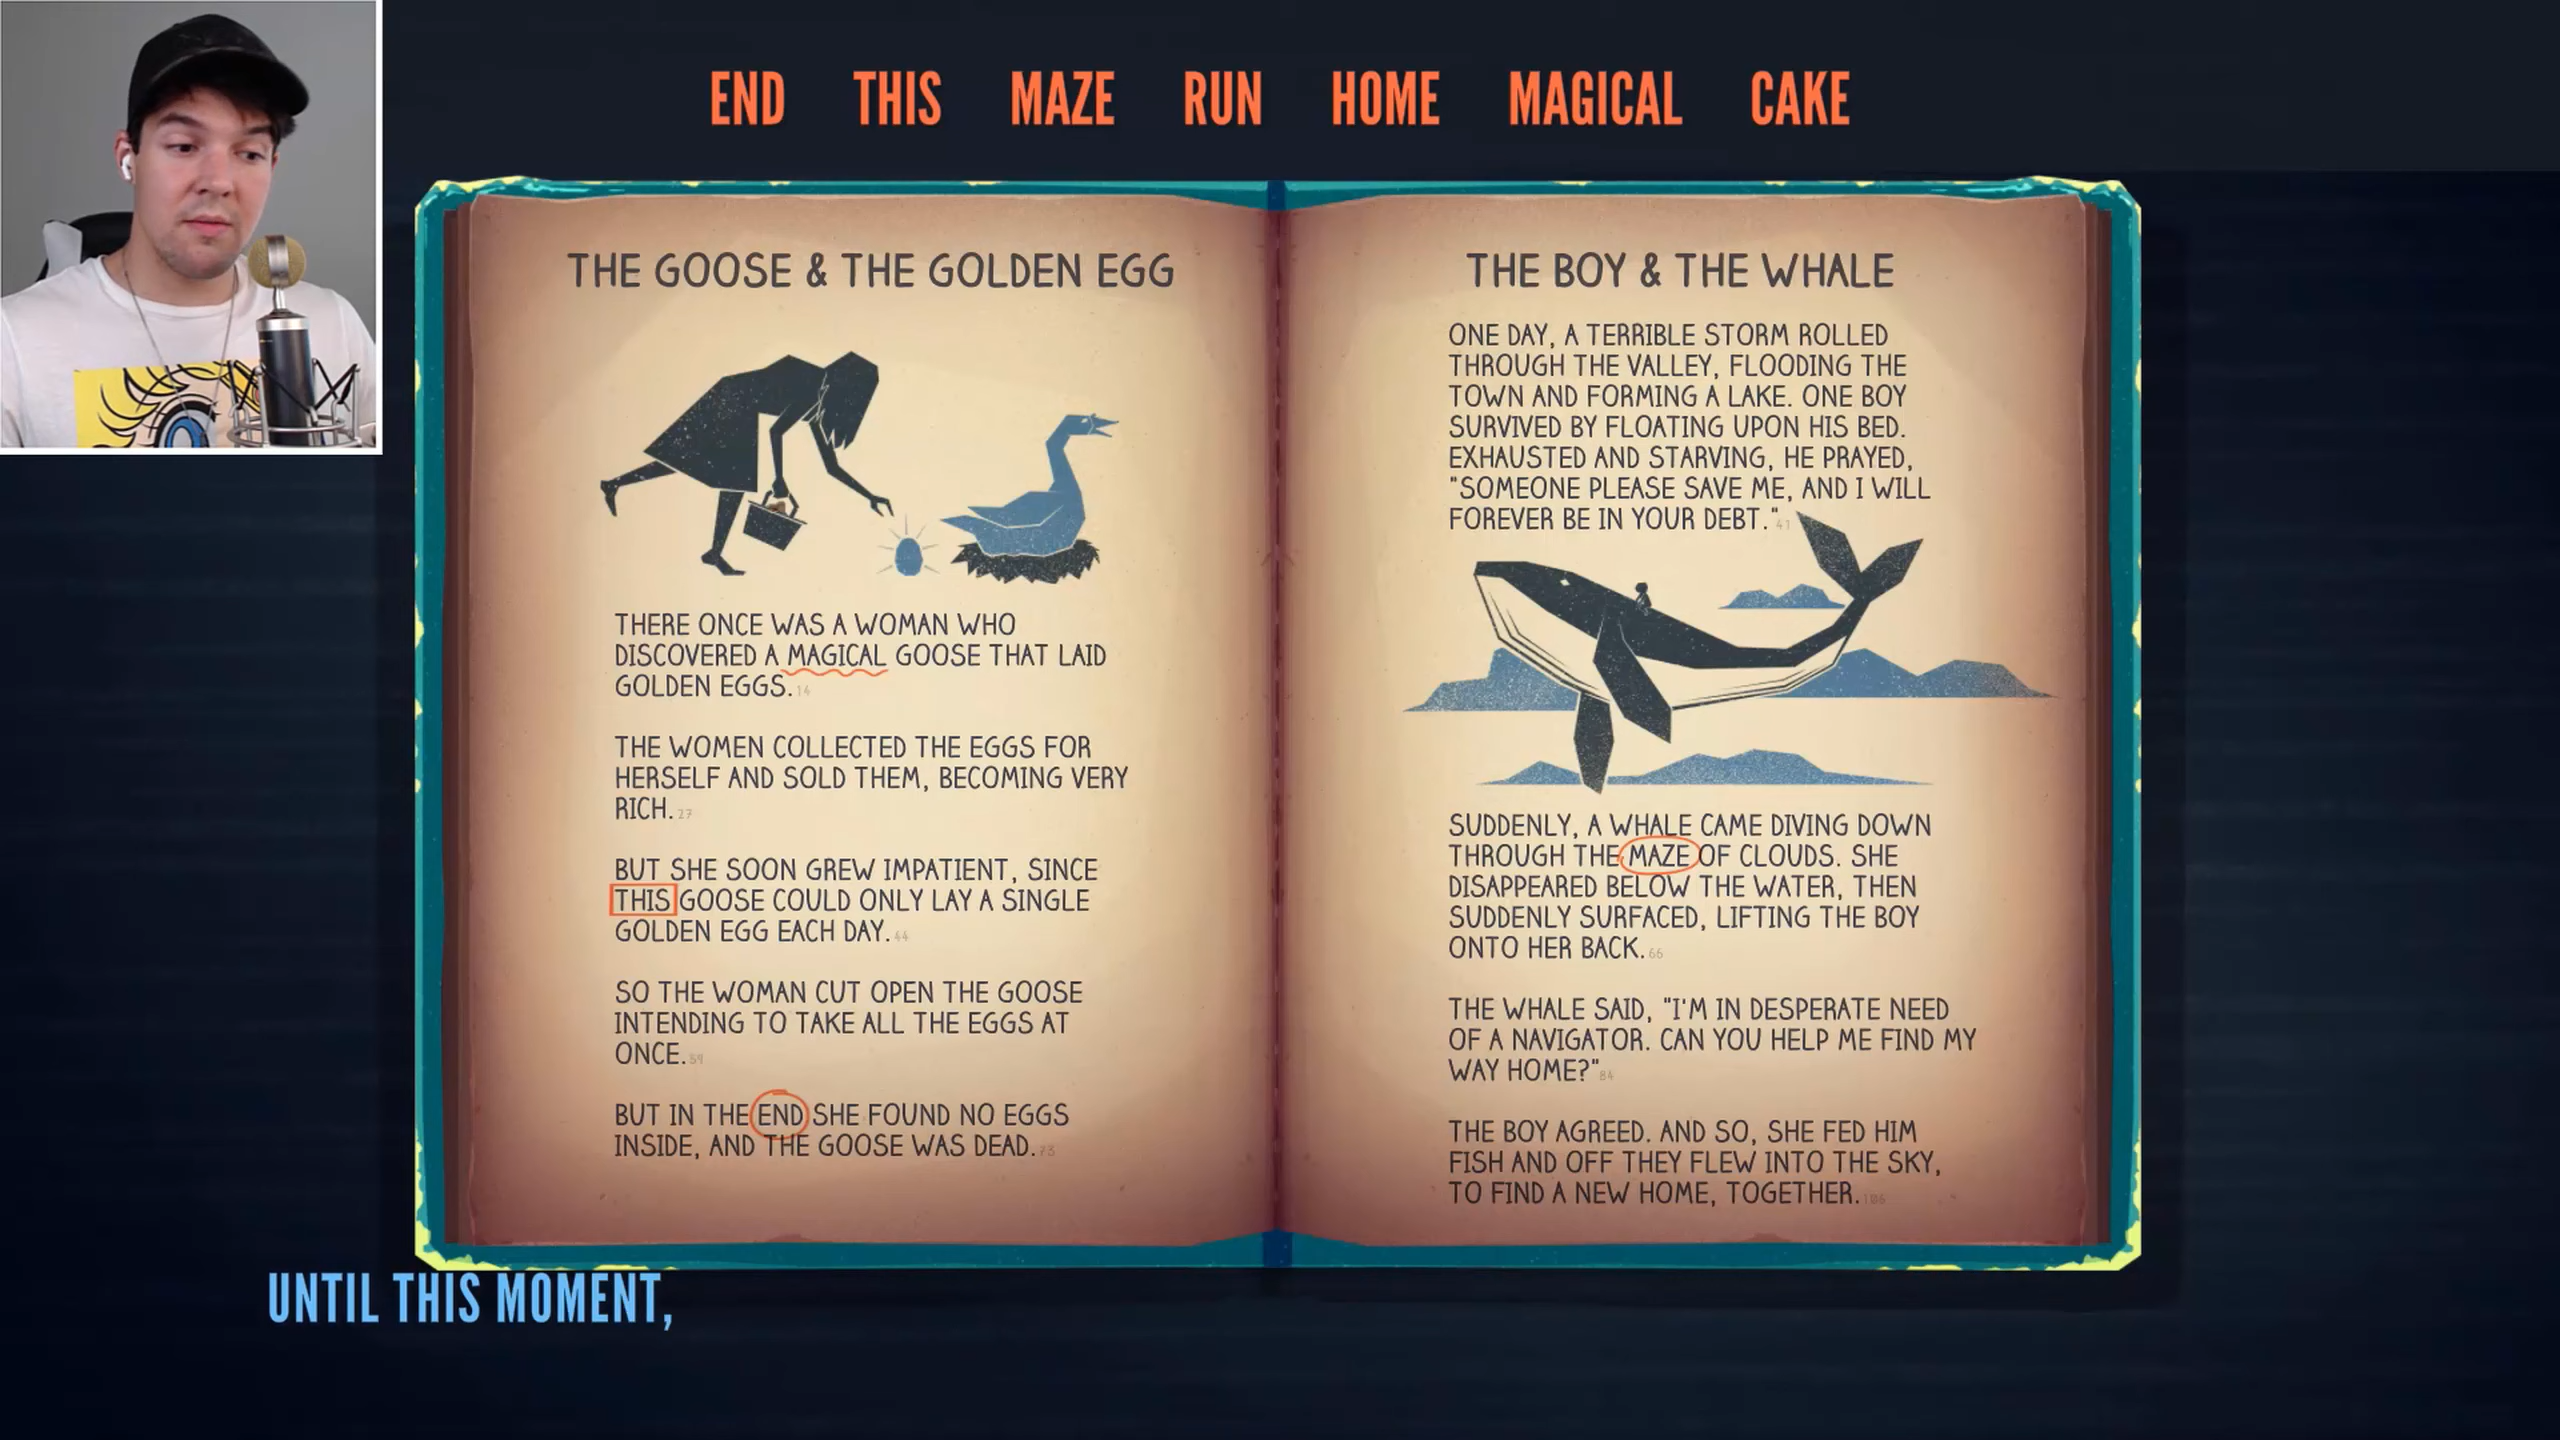 END THIS MAZE RUN HOME MAGICAL CAKE
THE GOOSE & THE GOLDEN EGG
THERE ONCE WAS A WOMAN WHO
DISCOVERED A MAGICAL GOOSE THAT LAID
GOLDEN EGGS. 14
THE WOMEN COLLECTED THE EGGS FOR
HERSELF AND SOLD THEM, BECOMING VERY
RICH. 27
BUT SHE SOON GREW IMPATIENT, SINCE
THIS GOOSE COULD ONLY LAY A SINGLE
GOLDEN EGG EACH DAY. 44
SO THE WOMAN CUT OPEN THE GOOSE
INTENDING TO TAKE ALL THE EGGS AT
ONCE. 59
BUT IN THE END SHE FOUND NO EGGS
INSIDE, AND THE GOOSE WAS DEAD. 73
THE BOY & THE WHALE
ONE DAY, A TERRIBLE STORM ROLLED
THROUGH THE VALLEY, FLOODING THE
TOWN AND FORMING A LAKE. ONE BOY
SURVIVED BY FLOATING UPON HIS BED.
EXHAUSTED AND STARVING, HE PRAYED,
"SOMEONE PLEASE SAVE ME, AND I WILL
FOREVER BE IN YOUR DEBT." 41
SUDDENLY, A WHALE CAME DIVING DOWN
THROUGH THE MAZE OF CLOUDS. SHE
DISAPPEARED BELOW THE WATER, THEN
SUDDENLY SURFACED, LIFTING THE BOY
ONTO HER BACK. 66
THE WHALE SAID, "I'M IN DESPERATE NEED
OF A NAVIGATOR. CAN YOU HELP ME FIND MY
WAY HOME?" 84
THE BOY AGREED. AND SO, SHE FED HIM
FISH AND OFF THEY FLEW INTO THE SKY,
TO FIND A NEW HOME, TOGETHER. 106
UNTIL THIS MOMENT,